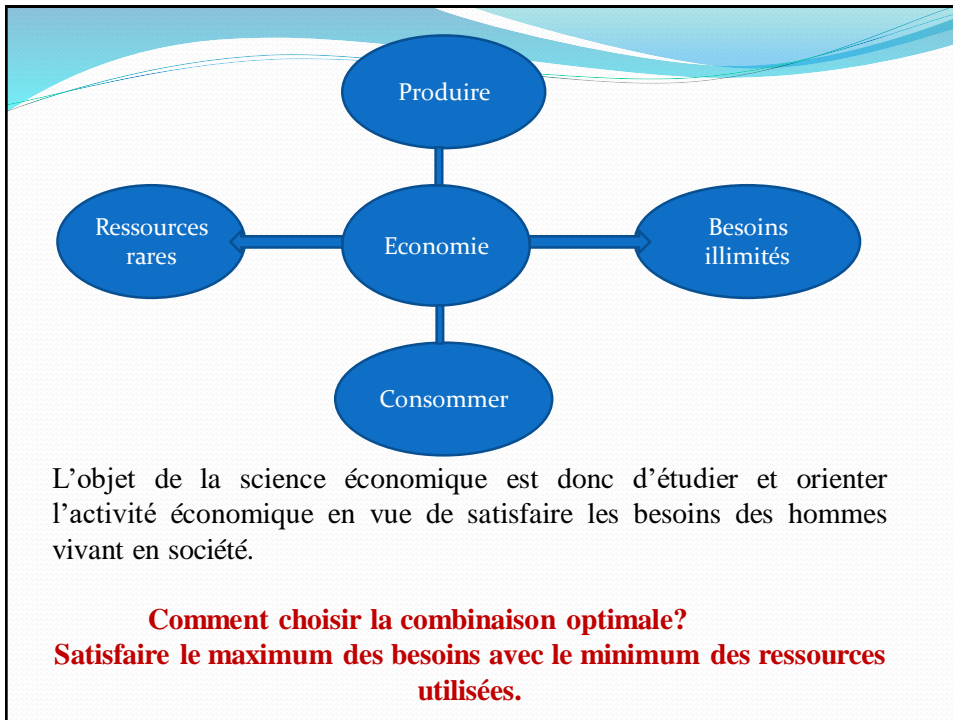 Produire
Ressources
rares
Economie
Besoins
illimités
Consommer
L’objet de la science économique est donc d’étudier et orienter
l’activité économique en vue de satisfaire les besoins des hommes
vivant en société.
Comment choisir la combinaison optimale?
Satisfaire le maximum des besoins avec le minimum des ressources
utilisées.